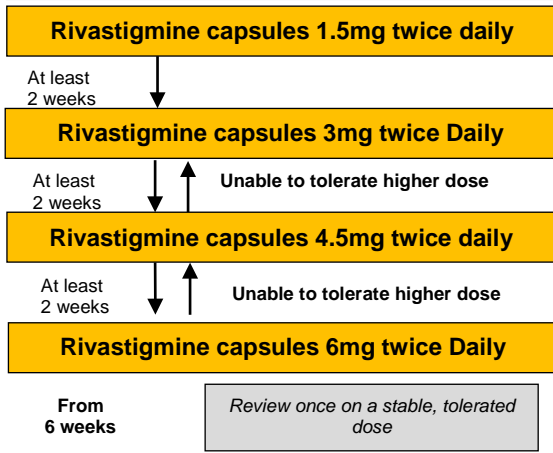 Rivastigmine capsules 1.5mg twice daily
At least
2 weeks
Rivastigmine capsules 3mg twice Daily
At least
2 weeks
Unable to tolerate higher dose
Rivastigmine capsules 4.5mg twice daily
At least
2 weeks
Unable to tolerate higher dose
Rivastigmine capsules 6mg twice Daily
From
6 weeks
Review once on a stable, tolerated
dose